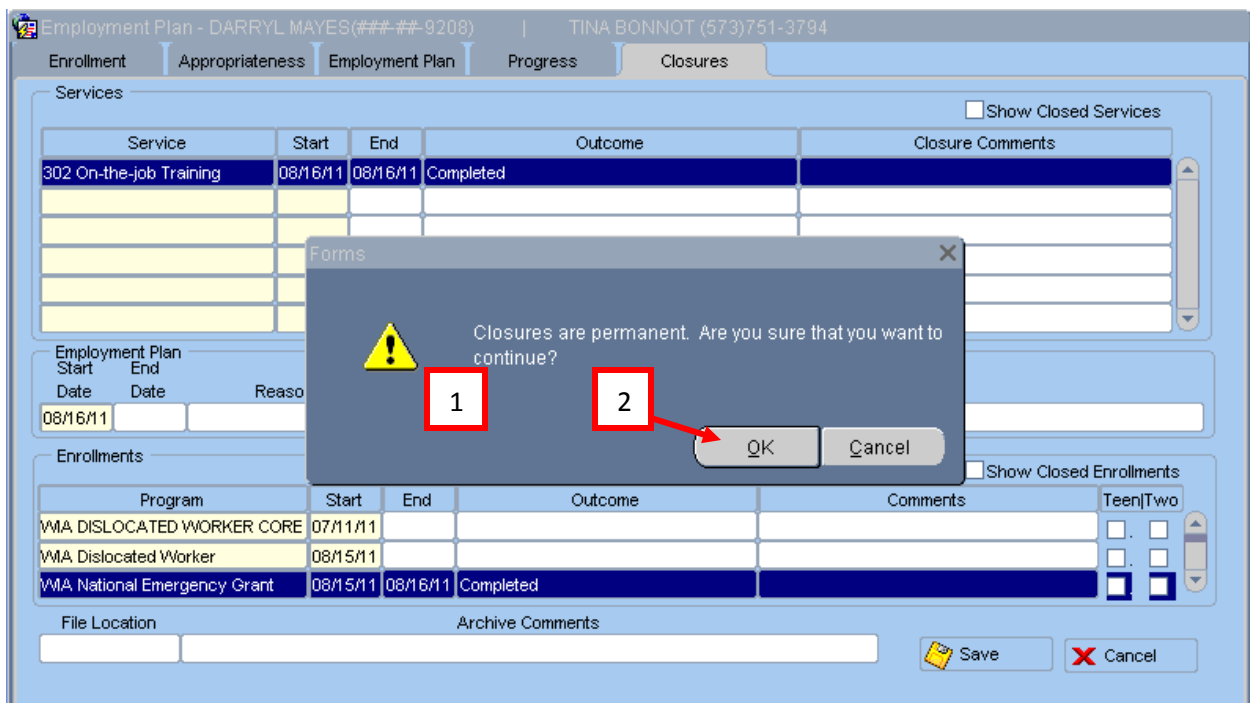 Employment Plan - DARRYL MAYES(###-##-9208) | TINA BONNOT (573)751-3794
Enrollment Appropriateness Employment Plan Progress Closures
Services
Show Closed Services
Service Start End Outcome Closure Comments
302 On-the-job Training 08/16/11 08/16/11 Completed
Forms
Closures are permanent. Are you sure that you want to
continue?
1 2
OK Cancel
Employment Plan
Start End
Date Date Reaso
08/16/11
Enrollments
Show Closed Enrollments
Program Start End Outcome Comments Teen|Two
WIA DISLOCATED WORKER CORE 07/11/11
WIA Dislocated Worker 08/15/11
WIA National Emergency Grant 08/15/11 08/16/11 Completed
File Location Archive Comments
Save Cancel